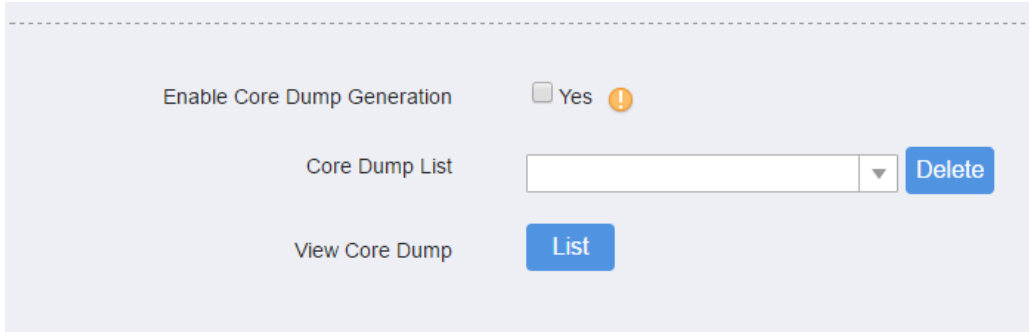 Enable Core Dump Generation Yes
Core Dump List Delete
View Core Dump List